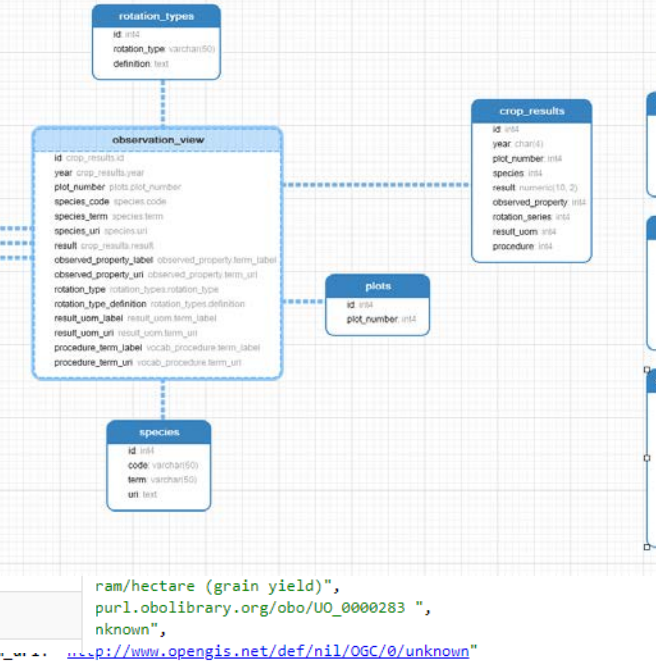 rotation_types
id: int4
rotation_type: varchar(50)
definition: text
observation_view
id crop_results.id
year crop_results.year
plot_number plots.plot_number
species_code species.code
species_term species.term
species_uri species.uri
result crop_results.result
observed_property_label observed_property.term_label
observed_property_uri observed_property.term_uri
rotation_type rotation_types.rotation_type
rotation_type_definition rotation_types.definition
result_uom_label result_uom.term_label
result_uom_uri result_uom.term_uri
procedure_term_label vocab_procedure.term_label
procedure_term_uri vocab_procedure.term_uri
crop_results
id: int4
year: char(4)
plot_number: int4
species: int4
result: numeric(10, 2)
observed_property: int4
rotation_series: int4
result_uom: int4
procedure: int4
plots
id: int4
plot_number: int4
species
id: int4
code: varchar(50)
term: varchar(50)
uri: text
ram/hectare (grain yield)",
purl.obolibrary.org/obo/UO_0000283 ",
nknown",
http://www.opengis.net/def/nil/OGC/0/unknown"